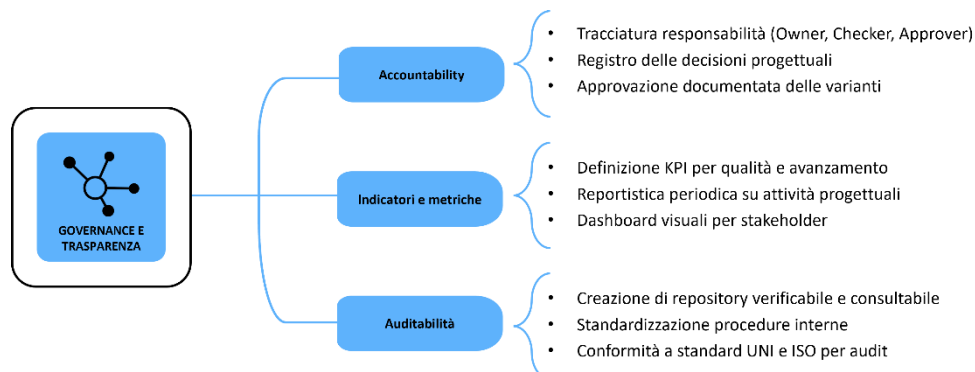 GOVERNANCE E
TRASPARENZA
Accountability
• Tracciatura responsabilità (Owner, Checker, Approver)
• Registro delle decisioni progettuali
• Approvazione documentata delle varianti
Indicatori e metriche
• Definizione KPI per qualità e avanzamento
• Reportistica periodica su attività progettuali
• Dashboard visuali per stakeholder
Auditabilità
• Creazione di repository verificabile e consultabile
• Standardizzazione procedure interne
• Conformità a standard UNI e ISO per audit